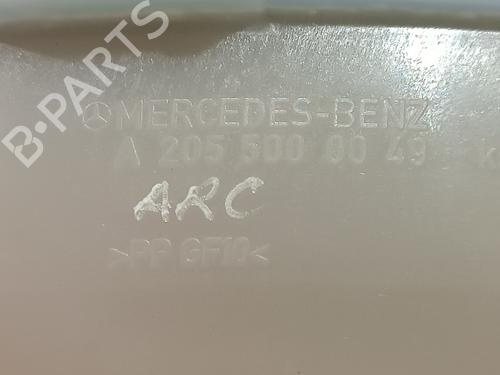 B-PARTS
MERCEDES-BENZ
A 205 500 00 49
ARC
>PP GF10<